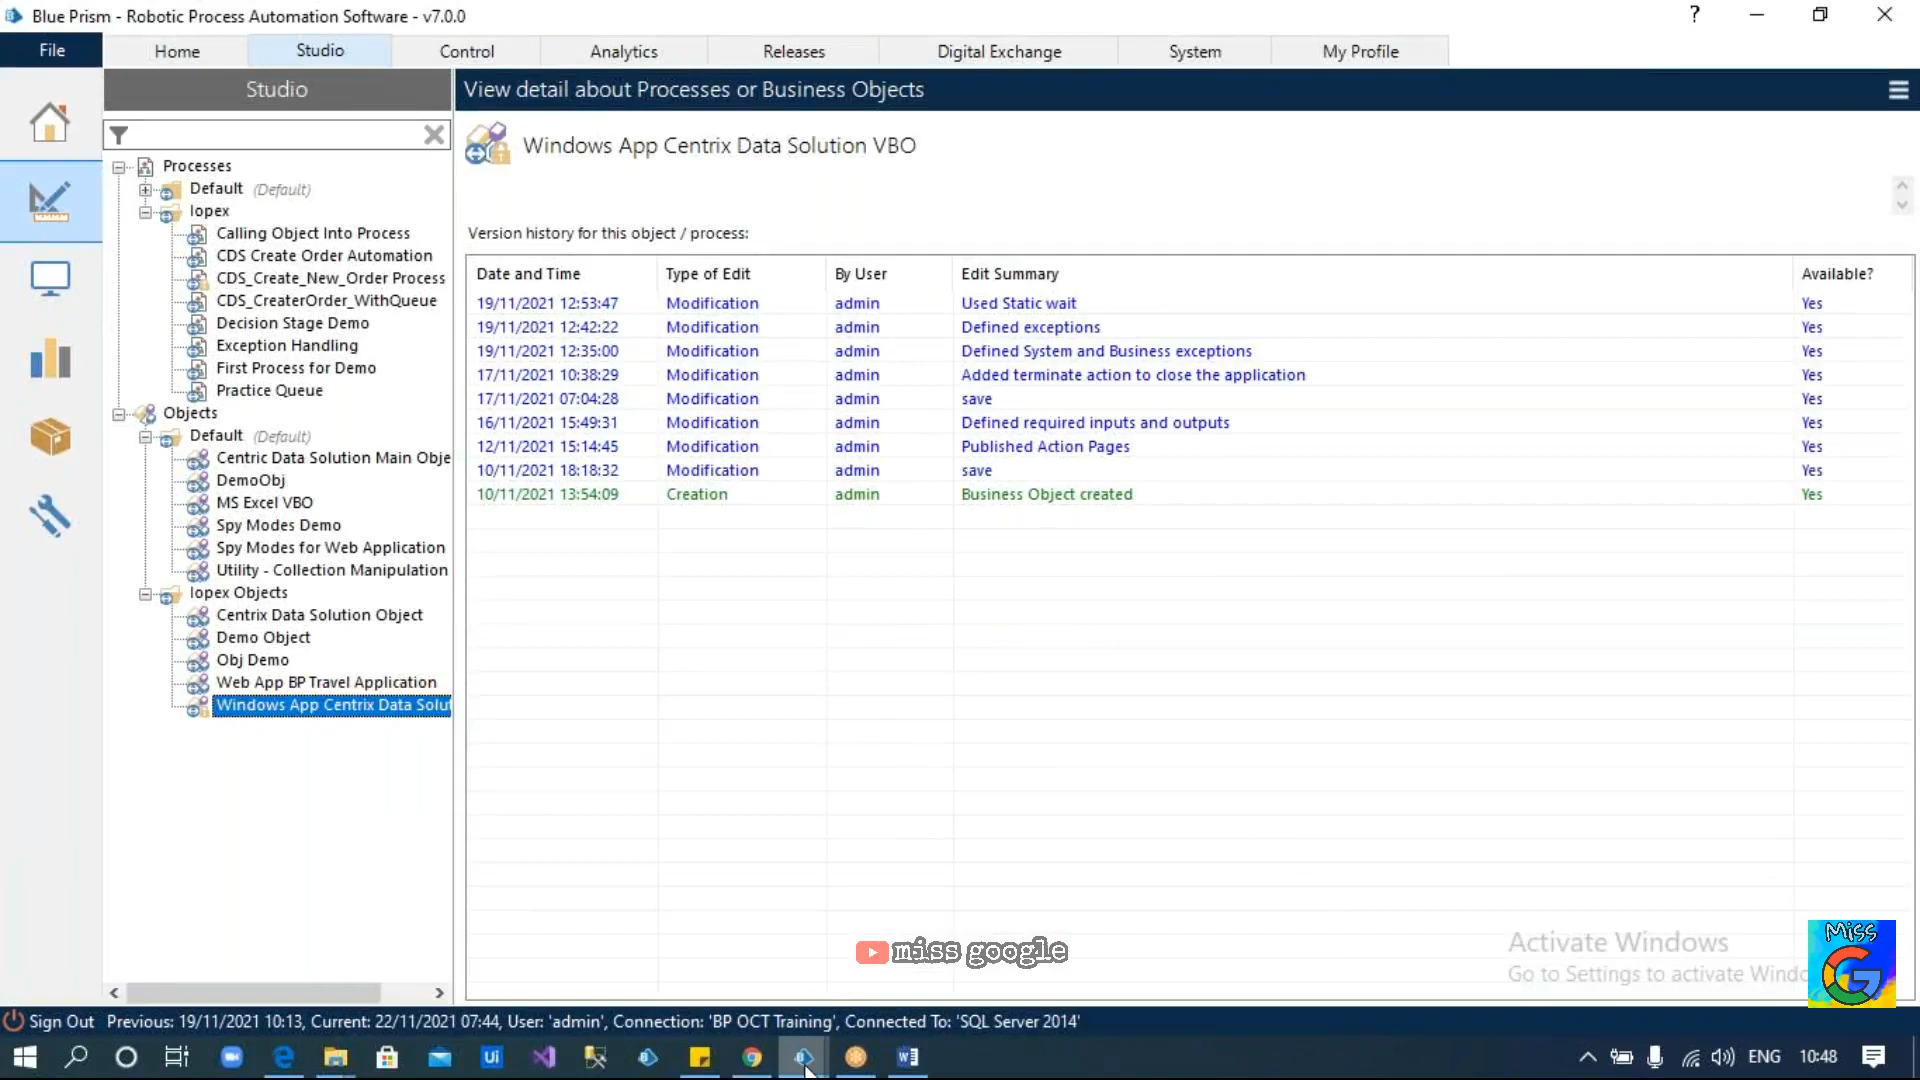 Blue Prism - Robotic Process Automation Software - v7.0.0
?
File
Home
Studio
Control
Analytics
Releases
Digital Exchange
System
My Profile
Studio
View detail about Processes or Business Objects
Windows App Centrix Data Solution VBO
Processes
Default (Default)
Iopex
Calling Object Into Process
CDS Create Order Automation
CDS_Create_New_Order Process
CDS_CreaterOrder_WithQueue
Decision Stage Demo
Exception Handling
First Process for Demo
Practice Queue
Objects
Default (Default)
Centric Data Solution Main Obje
DemoObj
MS Excel VBO
Spy Modes Demo
Spy Modes for Web Application
Utility - Collection Manipulation
Iopex Objects
Centrix Data Solution Object
Demo Object
Obj Demo
Web App BP Travel Application
Windows App Centrix Data Solut
Version history for this object / process:
Date and Time Type of Edit By User Edit Summary Available?
19/11/2021 12:53:47 Modification admin Used Static wait Yes
19/11/2021 12:42:22 Modification admin Defined exceptions Yes
19/11/2021 12:35:00 Modification admin Defined System and Business exceptions Yes
17/11/2021 10:38:29 Modification admin Added terminate action to close the application Yes
17/11/2021 07:04:28 Modification admin save Yes
16/11/2021 15:49:31 Modification admin Defined required inputs and outputs Yes
12/11/2021 15:14:45 Modification admin Published Action Pages Yes
10/11/2021 18:18:32 Modification admin save Yes
10/11/2021 13:54:09 Creation admin Business Object created Yes
miss google
Activate Windows
Go to Settings to activate Windo
Miss
G
Sign Out Previous: 19/11/2021 10:13, Current: 22/11/2021 07:44, User: 'admin', Connection: 'BP OCT Training', Connected To: 'SQL Server 2014'
Ui
W
ENG
10:48